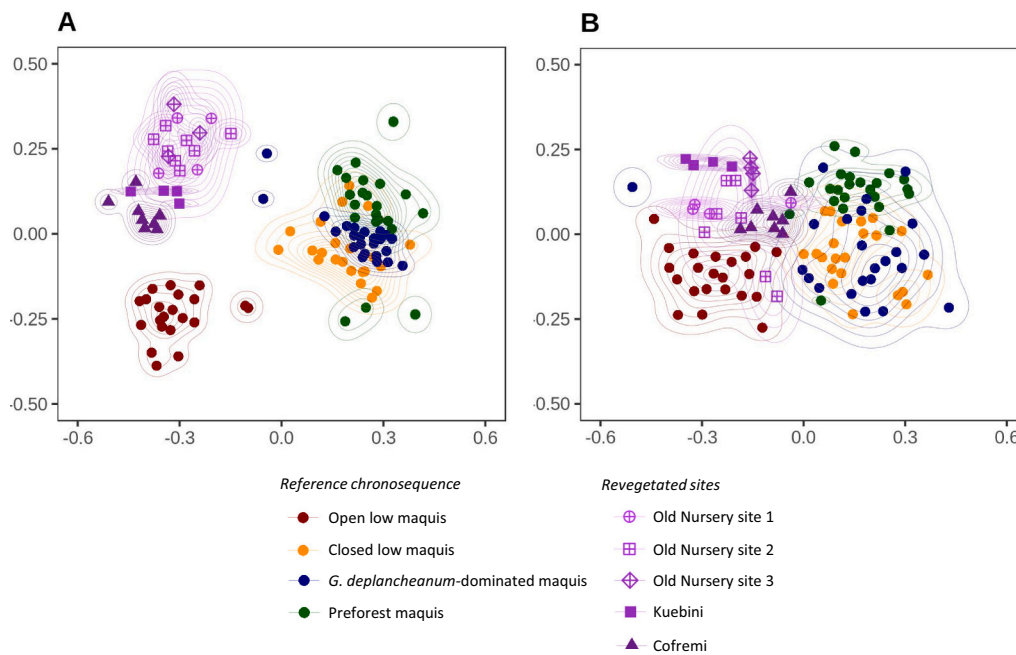 A
B
0.50
0.25
0.00
-0.25
-0.50
-0.6
-0.3
0.0
0.3
0.6
0.50
0.25
0.00
-0.25
-0.50
-0.6
-0.3
0.0
0.3
0.6
Reference chronosequence
Open low maquis
Closed low maquis
G. deplancheanum-dominated maquis
Preforest maquis
Revegetated sites
Old Nursery site 1
Old Nursery site 2
Old Nursery site 3
Kuebini
Cofremi